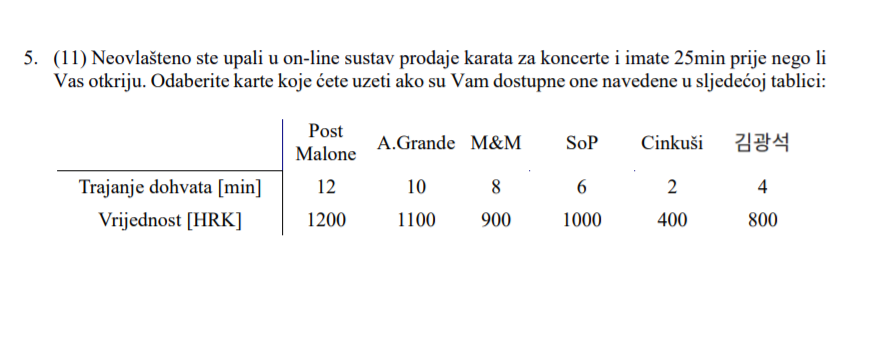 5. (11) Neovlašteno ste upali u on-line sustav prodaje karata za koncerte i imate 25min prije nego li
Vas otkriju. Odaberite karte koje ćete uzeti ako su Vam dostupne one navedene u sljedećoj tablici:
Post Malone A.Grande M&M SoP Cinkuši 김광석
Trajanje dohvata [min] 12 10 8 6 2 4
Vrijednost [HRK] 1200 1100 900 1000 400 800